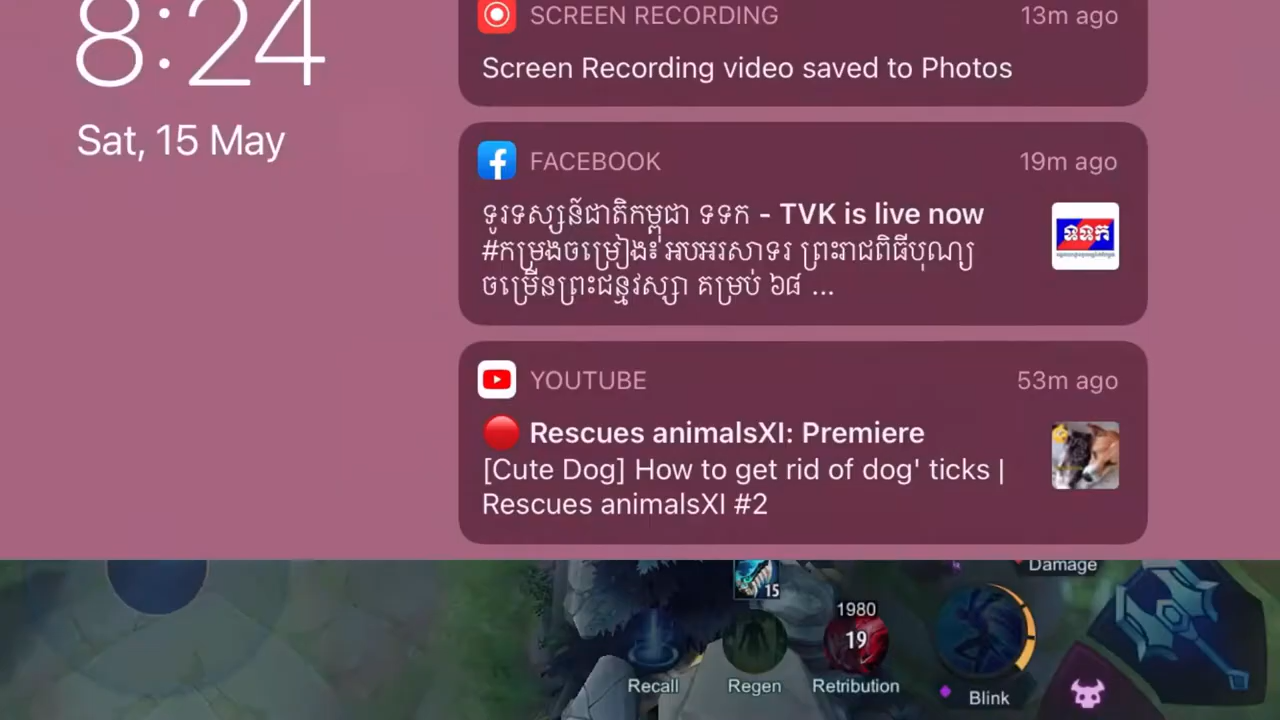 8:24
Sat, 15 May
SCREEN RECORDING
13m ago
Screen Recording video saved to Photos
FACEBOOK
19m ago
ទូរទស្សន៍ជាតិកម្ពុជា ទទក - TVK is live now
#កម្រងចម្រៀង៖ អបអរសាទរ ព្រះរាជពិធីបុណ្យ
ចម្រើនព្រះជន្មវស្សា គម្រប់ ៦៨ ...
ទទក
YOUTUBE
53m ago
🔴 Rescues animalsXI: Premiere
[Cute Dog] How to get rid of dog' ticks |
Rescues animalsXI #2
Damage
15
1980
19
Recall
Regen
Retribution
Blink